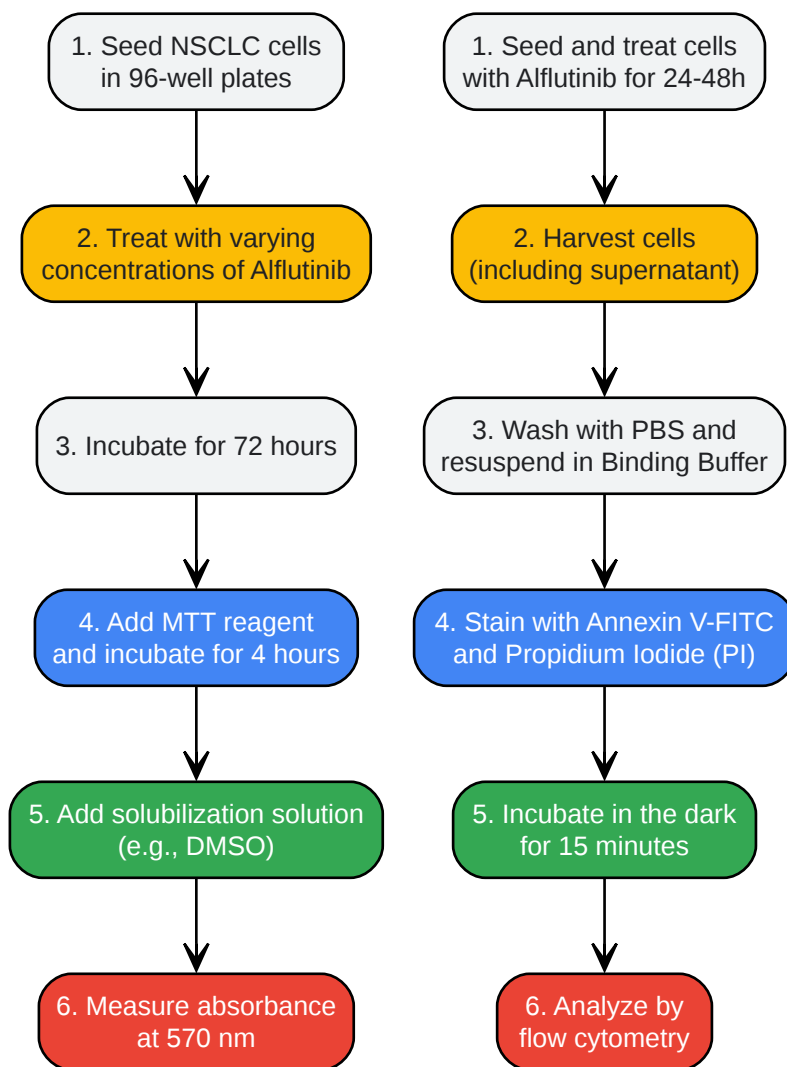 1. Seed NSCLC cells
in 96-well plates
2. Treat with varying
concentrations of Alflutinib
3. Incubate for 72 hours
4. Add MTT reagent
and incubate for 4 hours
5. Add solubilization solution
(e.g., DMSO)
6. Measure absorbance
at 570 nm
1. Seed and treat cells
with Alflutinib for 24-48h
2. Harvest cells
(including supernatant)
3. Wash with PBS and
resuspend in Binding Buffer
4. Stain with Annexin V-FITC
and Propidium Iodide (PI)
5. Incubate in the dark
for 15 minutes
6. Analyze by
flow cytometry